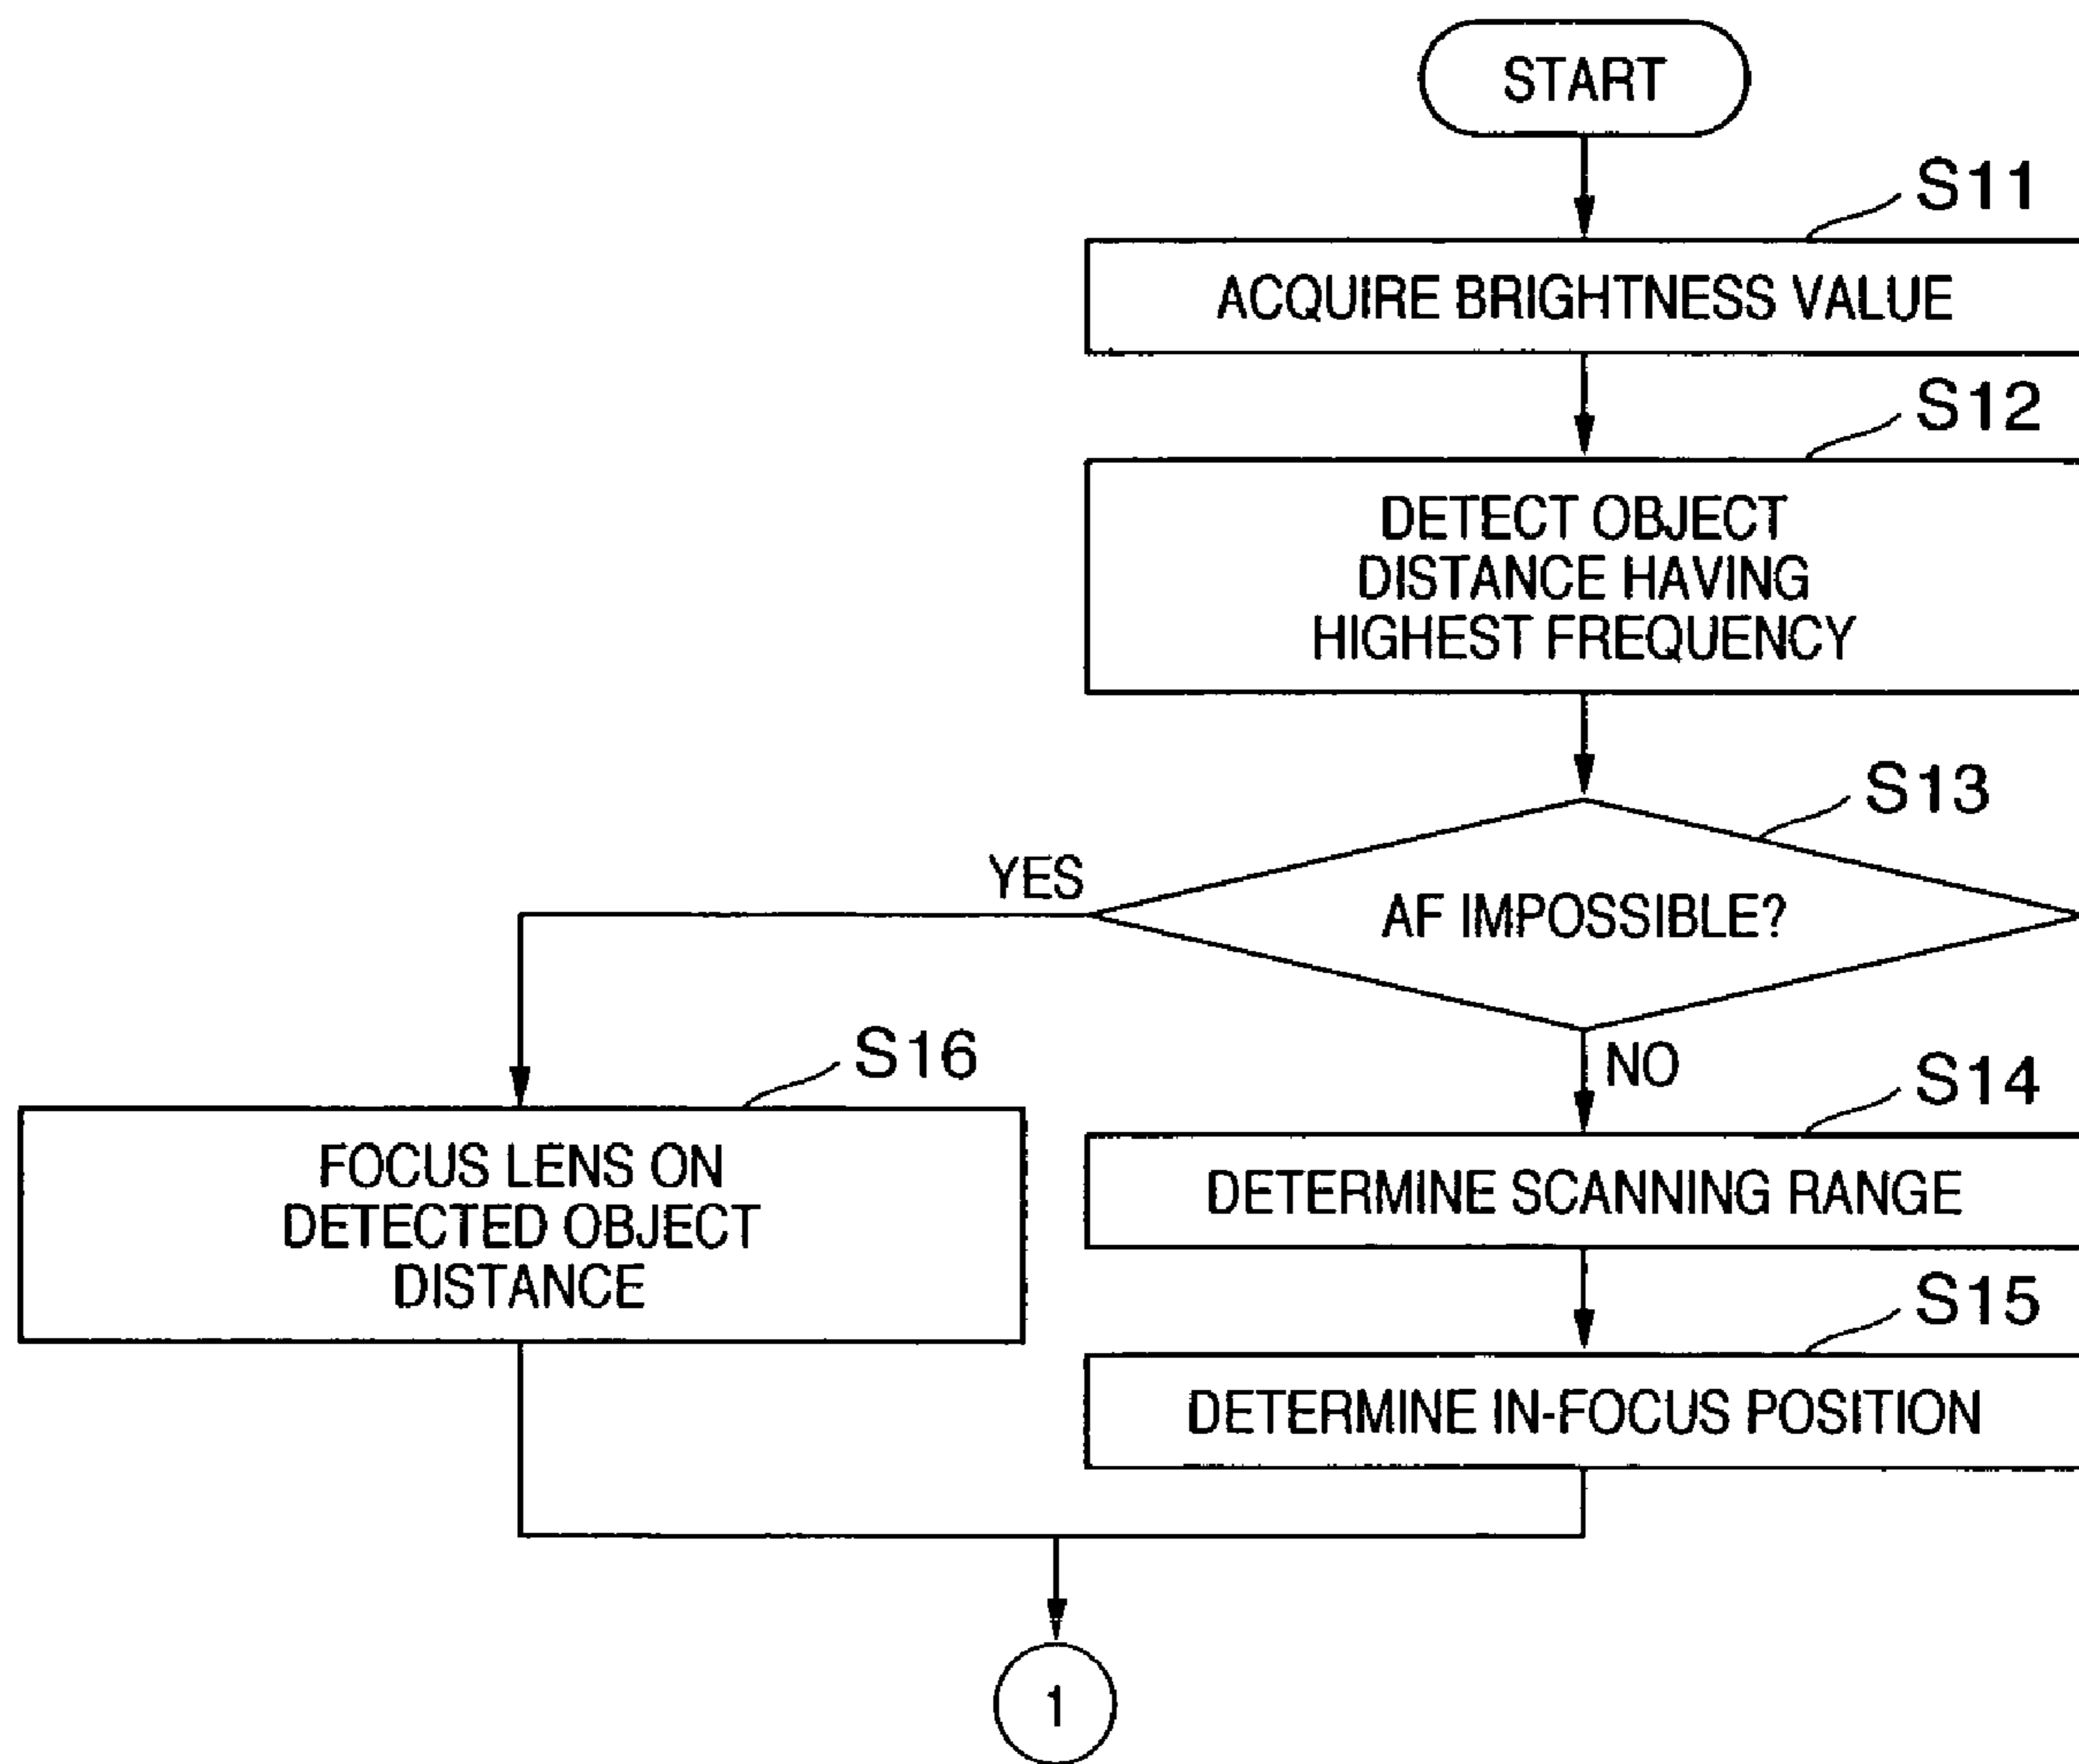 START
S11
ACQUIRE BRIGHTNESS VALUE
S12
DETECT OBJECT
DISTANCE HAVING
HIGHEST FREQUENCY
S13
YES
AF IMPOSSIBLE?
NO
S16
FOCUS LENS ON
DETECTED OBJECT
DISTANCE
S14
DETERMINE SCANNING RANGE
S15
DETERMINE IN-FOCUS POSITION
1